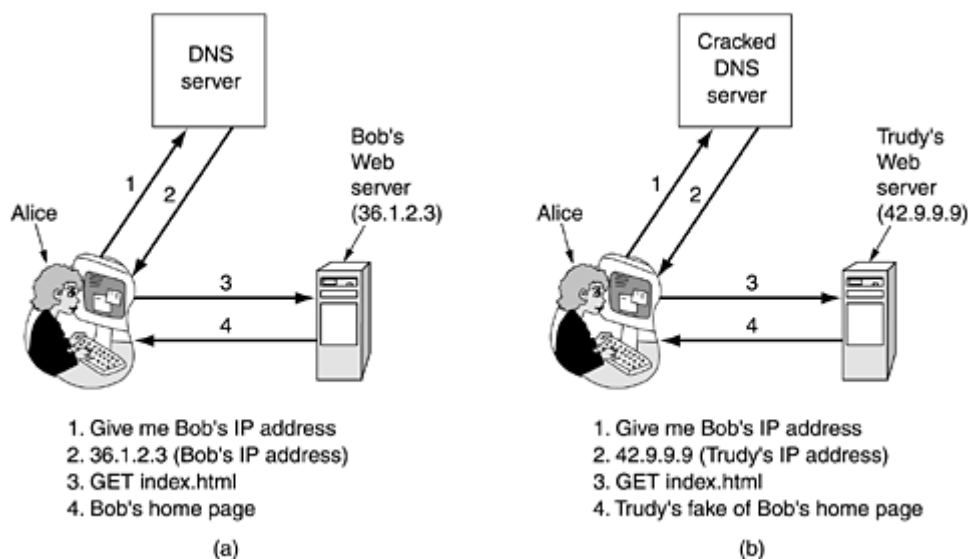 DNS
server
Bob's
Web
server
(36.1.2.3)
Alice
1
2
3
4
1. Give me Bob's IP address
2. 36.1.2.3 (Bob's IP address)
3. GET index.html
4. Bob's home page
(a)
Cracked
DNS
server
Trudy's
Web
server
(42.9.9.9)
Alice
1
2
3
4
1. Give me Bob's IP address
2. 42.9.9.9 (Trudy's IP address)
3. GET index.html
4. Trudy's fake of Bob's home page
(b)